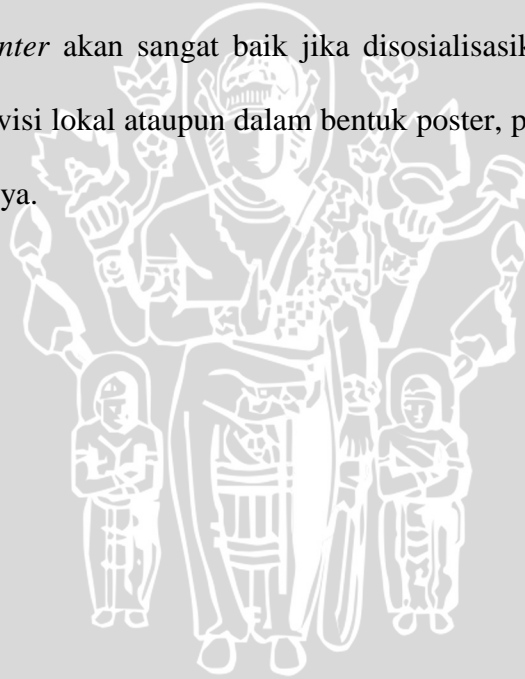 nter akan sangat baik jika disosialisasik
visi lokal ataupun dalam bentuk poster, p
ya.